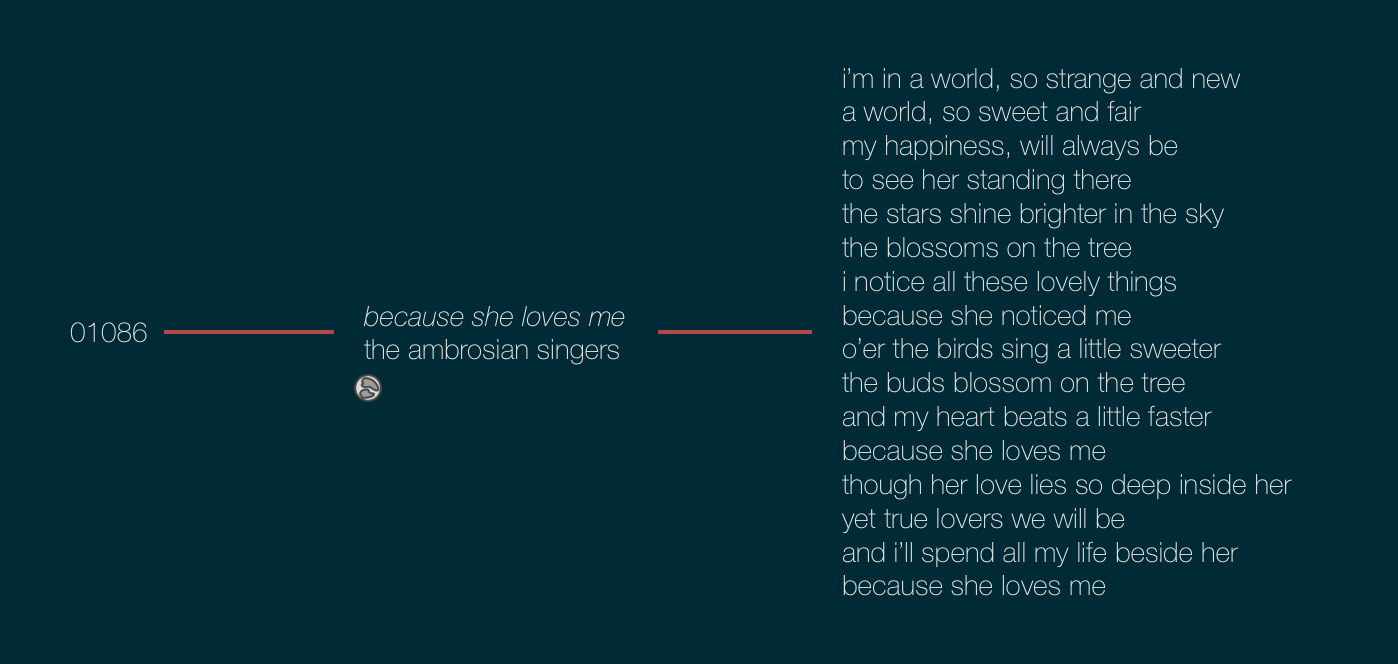 01086
because she loves me
the ambrosian singers
i’m in a world, so strange and new
a world, so sweet and fair
my happiness, will always be
to see her standing there
the stars shine brighter in the sky
the blossoms on the tree
i notice all these lovely things
because she noticed me
o’er the birds sing a little sweeter
the buds blossom on the tree
and my heart beats a little faster
because she loves me
though her love lies so deep inside her
yet true lovers we will be
and i’ll spend all my life beside her
because she loves me